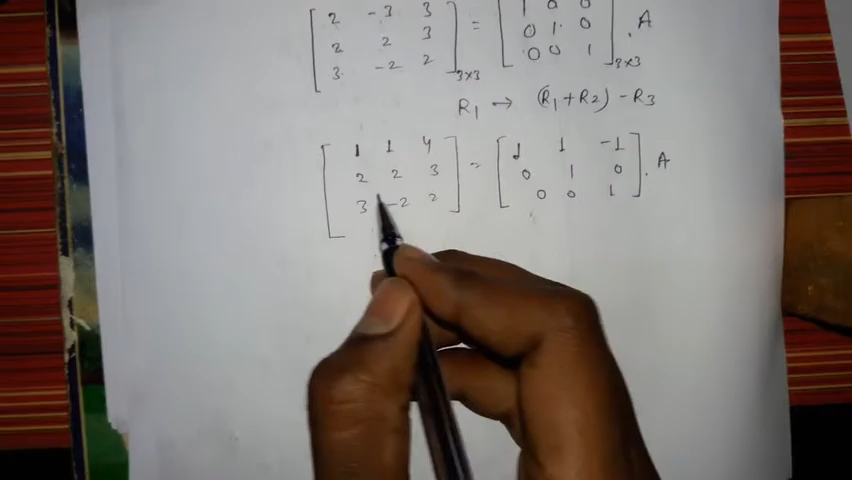 [ 2 -3 3 ] = [ 1 0 0 ]
[ 2 2 3 ] [ 0 1 0 ] . A
[ 3 -2 2 ]3×3 [ 0 0 1 ]3×3
R1 → (R1+R2) -R3
[ 1 1 4 ] = [ 1 1 -1 ]
[ 2 2 3 ] [ 0 1 0 ] . A
[ 3 -2 2 ] [ 0 0 1 ]